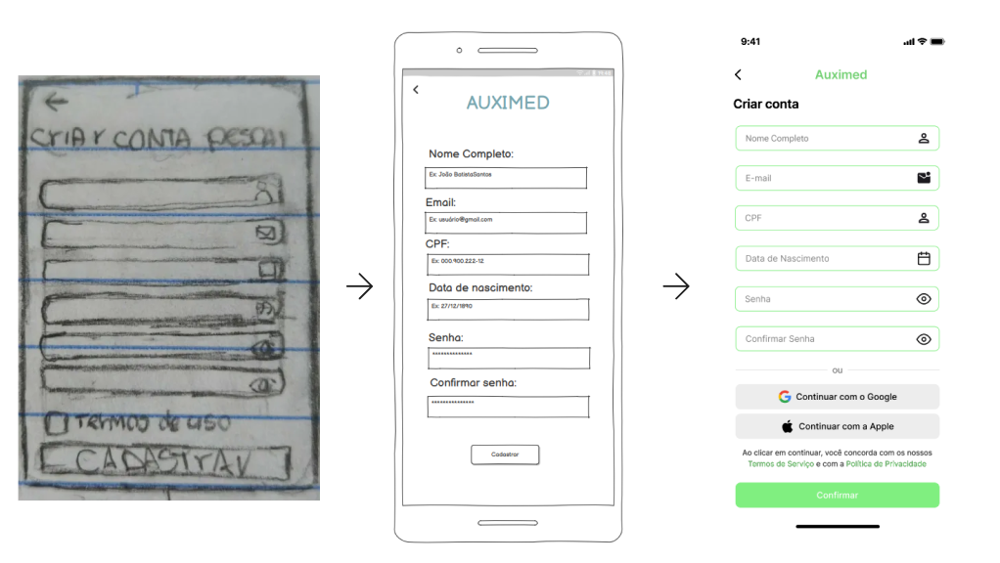 CrIAr CONTA PESSOAl
TErMOS de uso
CADASTrAr
AUXIMED
Nome Completo:
Ex: João BatistaSantos
Email:
Ex: usuário@gmail.com
CPF:
Ex: 000.900.222-12
Data de nascimento:
Ex: 27/12/1890
Senha:
**************
Confirmar senha:
***************
Cadastrar
9:41
Auximed
Criar conta
Nome Completo
E-mail
CPF
Data de Nascimento
Senha
Confirmar Senha
ou
Continuar com o Google
Continuar com a Apple
Ao clicar em continuar, você concorda com os nossos
Termos de Serviço e com a Política de Privacidade
Confirmar